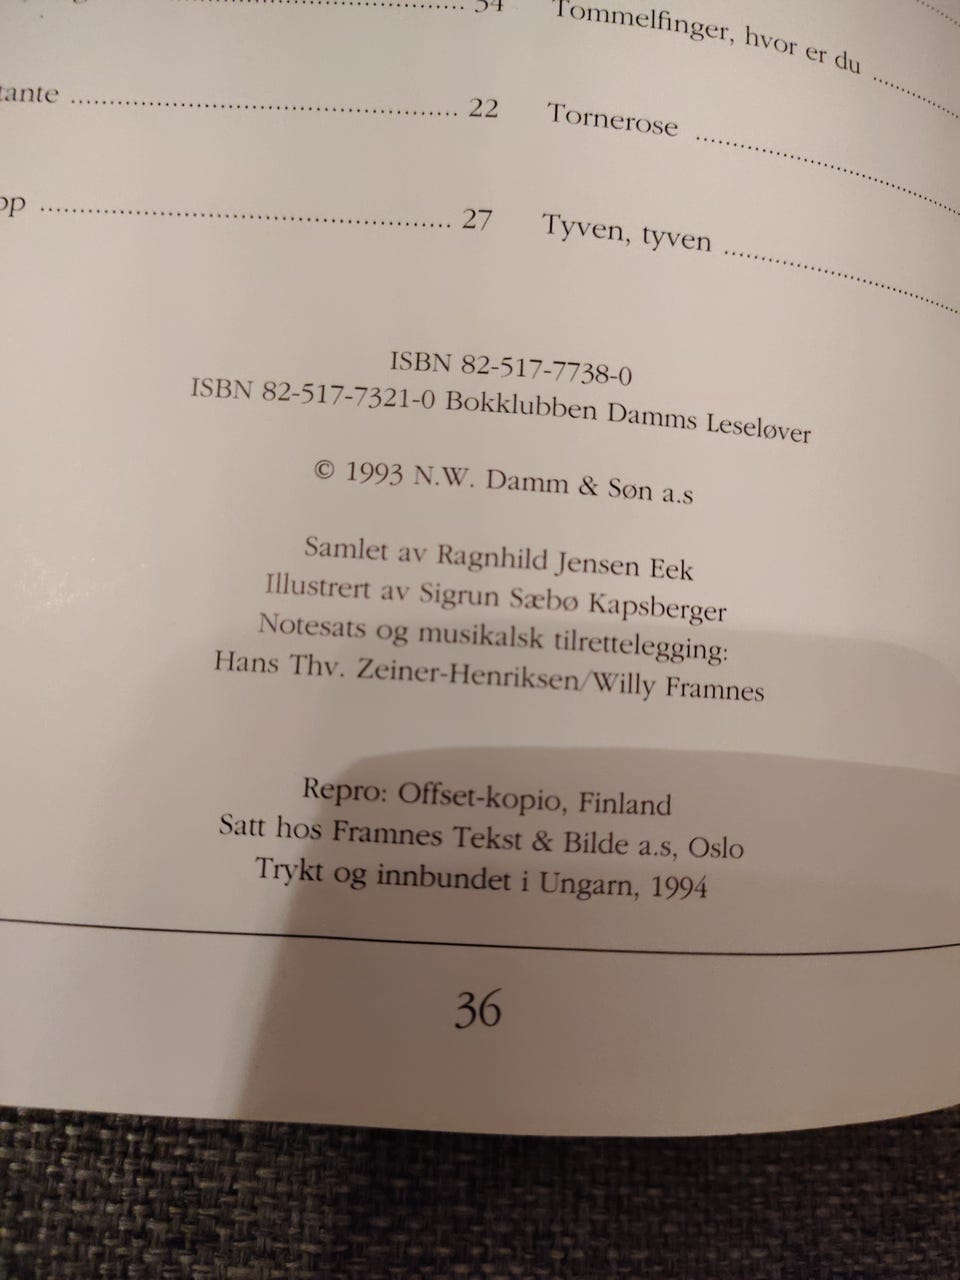 54 Tommelfinger, hvor er du
tante 22 Tornerose
27 Tyven, tyven
ISBN 82-517-7738-0
ISBN 82-517-7321-0 Bokklubben Damms Leseløver
© 1993 N.W. Damm & Søn a.s
Samlet av Ragnhild Jensen Eek
Illustrert av Sigrun Sæbø Kapsberger
Notesats og musikalsk tilrettelegging:
Hans Thv. Zeiner-Henriksen/Willy Framnes
Repro: Offset-kopio, Finland
Satt hos Framnes Tekst & Bilde a.s, Oslo
Trykt og innbundet i Ungarn, 1994
36